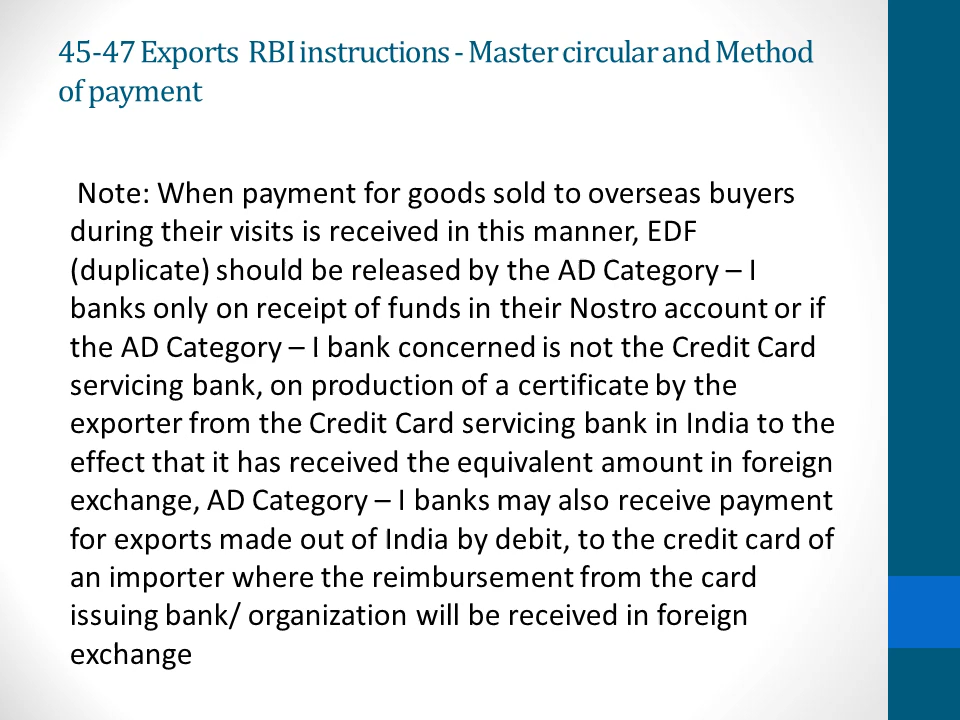 45-47 Exports RBI instructions - Master circular and Method
of payment
Note: When payment for goods sold to overseas buyers
during their visits is received in this manner, EDF
(duplicate) should be released by the AD Category – I
banks only on receipt of funds in their Nostro account or if
the AD Category – I bank concerned is not the Credit Card
servicing bank, on production of a certificate by the
exporter from the Credit Card servicing bank in India to the
effect that it has received the equivalent amount in foreign
exchange, AD Category – I banks may also receive payment
for exports made out of India by debit, to the credit card of
an importer where the reimbursement from the card
issuing bank/ organization will be received in foreign
exchange